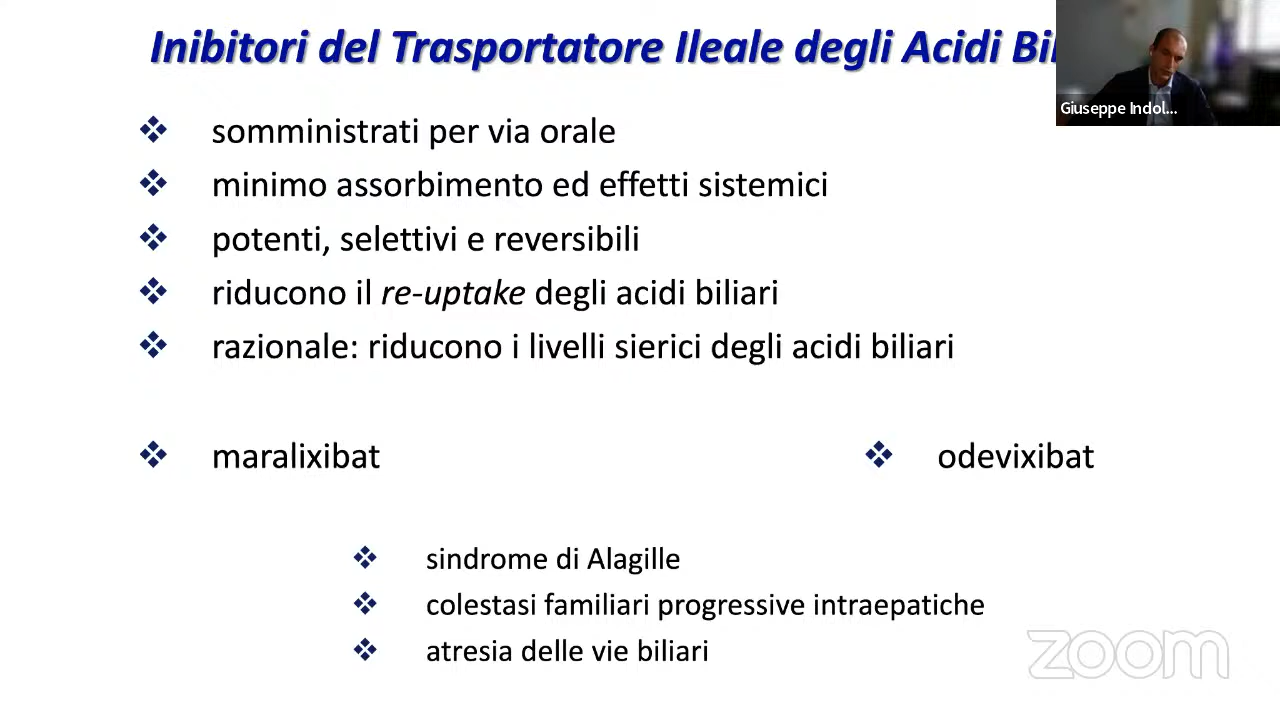 Inibitori del Trasportatore Ileale degli Acidi
Giuseppe Indol...
somministrati per via orale
minimo assorbimento ed effetti sistemici
potenti, selettivi e reversibili
riducono il re-uptake degli acidi biliari
razionale: riducono i livelli sierici degli acidi biliari
maralixibat
odevixibat
sindrome di Alagille
colestasi familiari progressive intraepatiche
atresia delle vie biliari
zoom